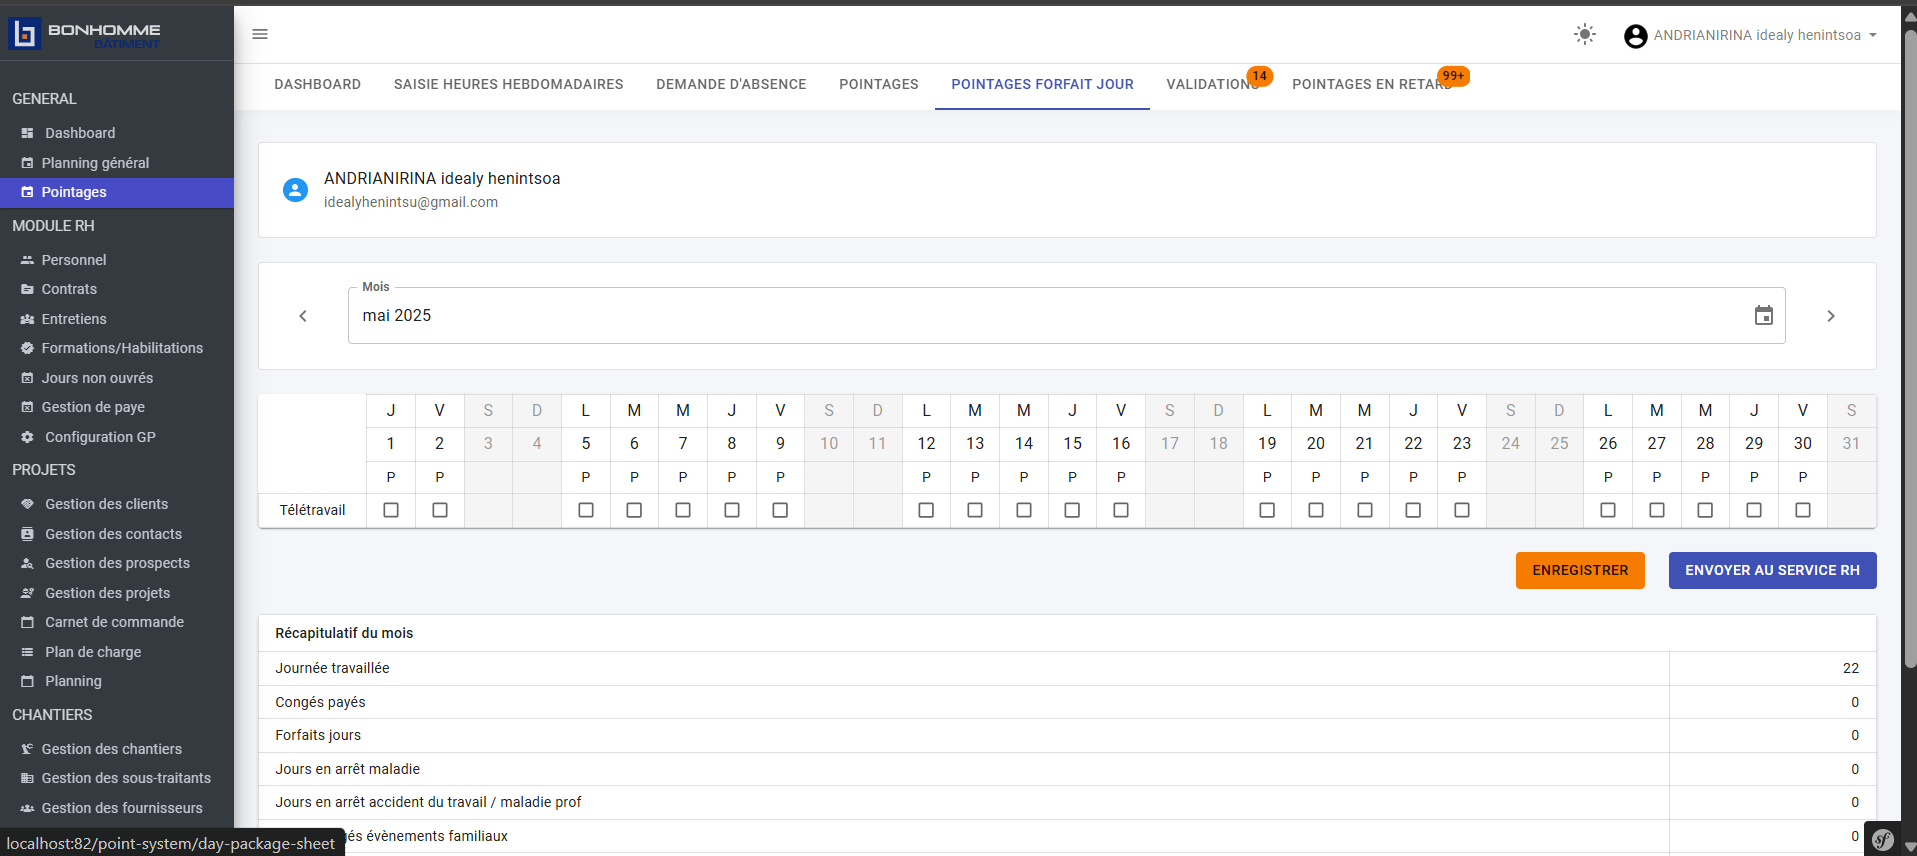 BONHOMME
BÂTIMENT
ANDRIANIRINA idealy henintsoa
DASHBOARD SAISIE HEURES HEBDOMADAIRES DEMANDE D'ABSENCE POINTAGES POINTAGES FORFAIT JOUR VALIDATIONS 14 POINTAGES EN RETARD 99+
GENERAL
Dashboard
Planning général
Pointages
MODULE RH
Personnel
Contrats
Entretiens
Formations/Habilitations
Jours non ouvrés
Gestion de paye
Configuration GP
PROJETS
Gestion des clients
Gestion des contacts
Gestion des prospects
Gestion des projets
Carnet de commande
Plan de charge
Planning
CHANTIERS
Gestion des chantiers
Gestion des sous-traitants
Gestion des fournisseurs
localhost:82/point-system/day-package-sheet
ANDRIANIRINA idealy henintsoa
idealyhenintsu@gmail.com
Mois
mai 2025
J V S D L M M J V S D L M M J V S D L M M J V S D L M M J V S
1 2 3 4 5 6 7 8 9 10 11 12 13 14 15 16 17 18 19 20 21 22 23 24 25 26 27 28 29 30 31
P P P P P P P P P P P P P P P P P P P P P P
Télétravail
ENREGISTRER ENVOYER AU SERVICE RH
Récapitulatif du mois
Journée travaillée 22
Congés payés 0
Forfaits jours 0
Jours en arrêt maladie 0
Jours en arrêt accident du travail / maladie prof 0
évènements familiaux 0
sf